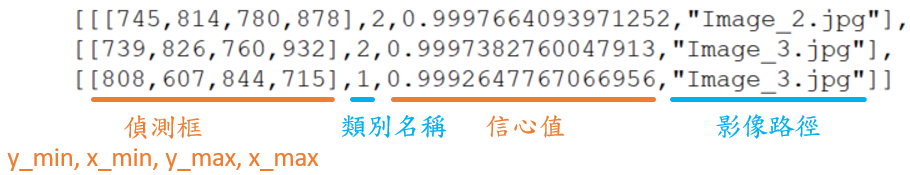 [[[745,814,780,878],2,0.9997664093971252,"Image_2.jpg"],
[[739,826,760,932],2,0.9997382760047913,"Image_3.jpg"],
[[808,607,844,715],1,0.9992647767066956,"Image_3.jpg"]]
偵測框 類別名稱 信心值 影像路徑
y_min, x_min, y_max, x_max